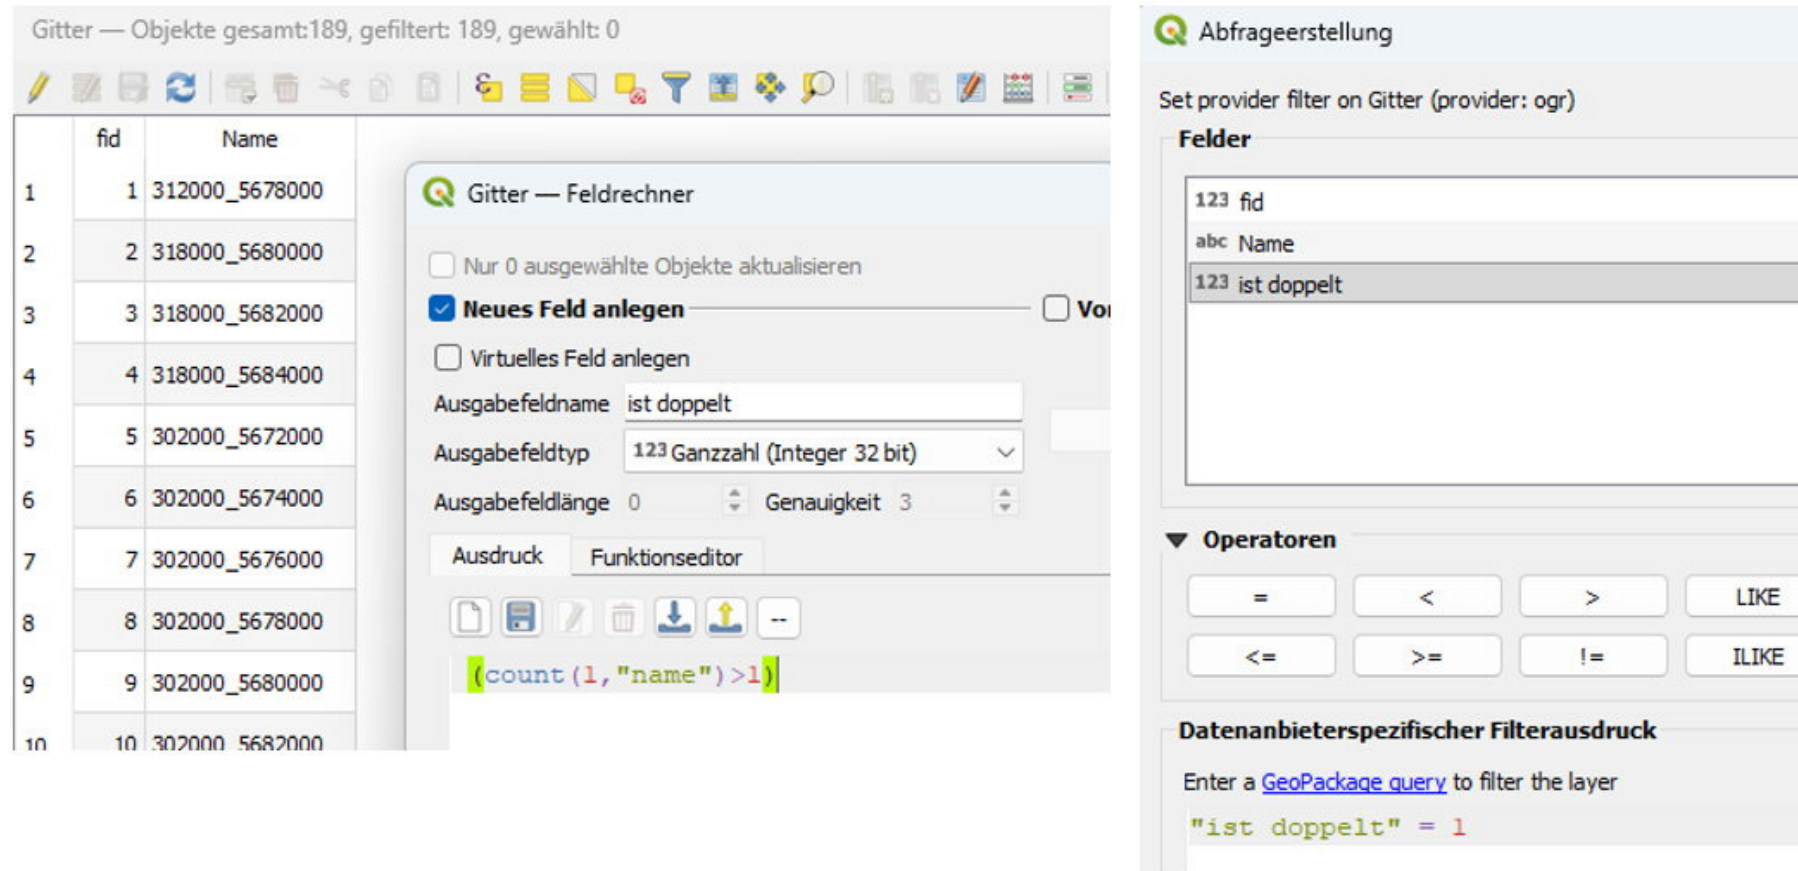 Gitter — Objekte gesamt:189, gefiltert: 189, gewählt: 0
fid Name
1 1 312000_5678000
2 2 318000_5680000
3 3 318000_5682000
4 4 318000_5684000
5 5 302000_5672000
6 6 302000_5674000
7 7 302000_5676000
8 8 302000_5678000
9 9 302000_5680000
10 10 302000_5682000
Gitter — Feldrechner
Nur 0 ausgewählte Objekte aktualisieren
Neues Feld anlegen
Virtuelles Feld anlegen
Ausgabefeldname ist doppelt
Ausgabefeldtyp 123 Ganzzahl (Integer 32 bit)
Ausgabefeldlänge 0 Genauigkeit 3
Ausdruck Funktionseditor
--
(count(1,"name")>1)
Abfrageerstellung
Set provider filter on Gitter (provider: ogr)
Felder
123 fid
abc Name
123 ist doppelt
Operatoren
= < > LIKE
<= >= != ILIKE
Datenanbieterspezifischer Filterausdruck
Enter a GeoPackage query to filter the layer
"ist doppelt" = 1